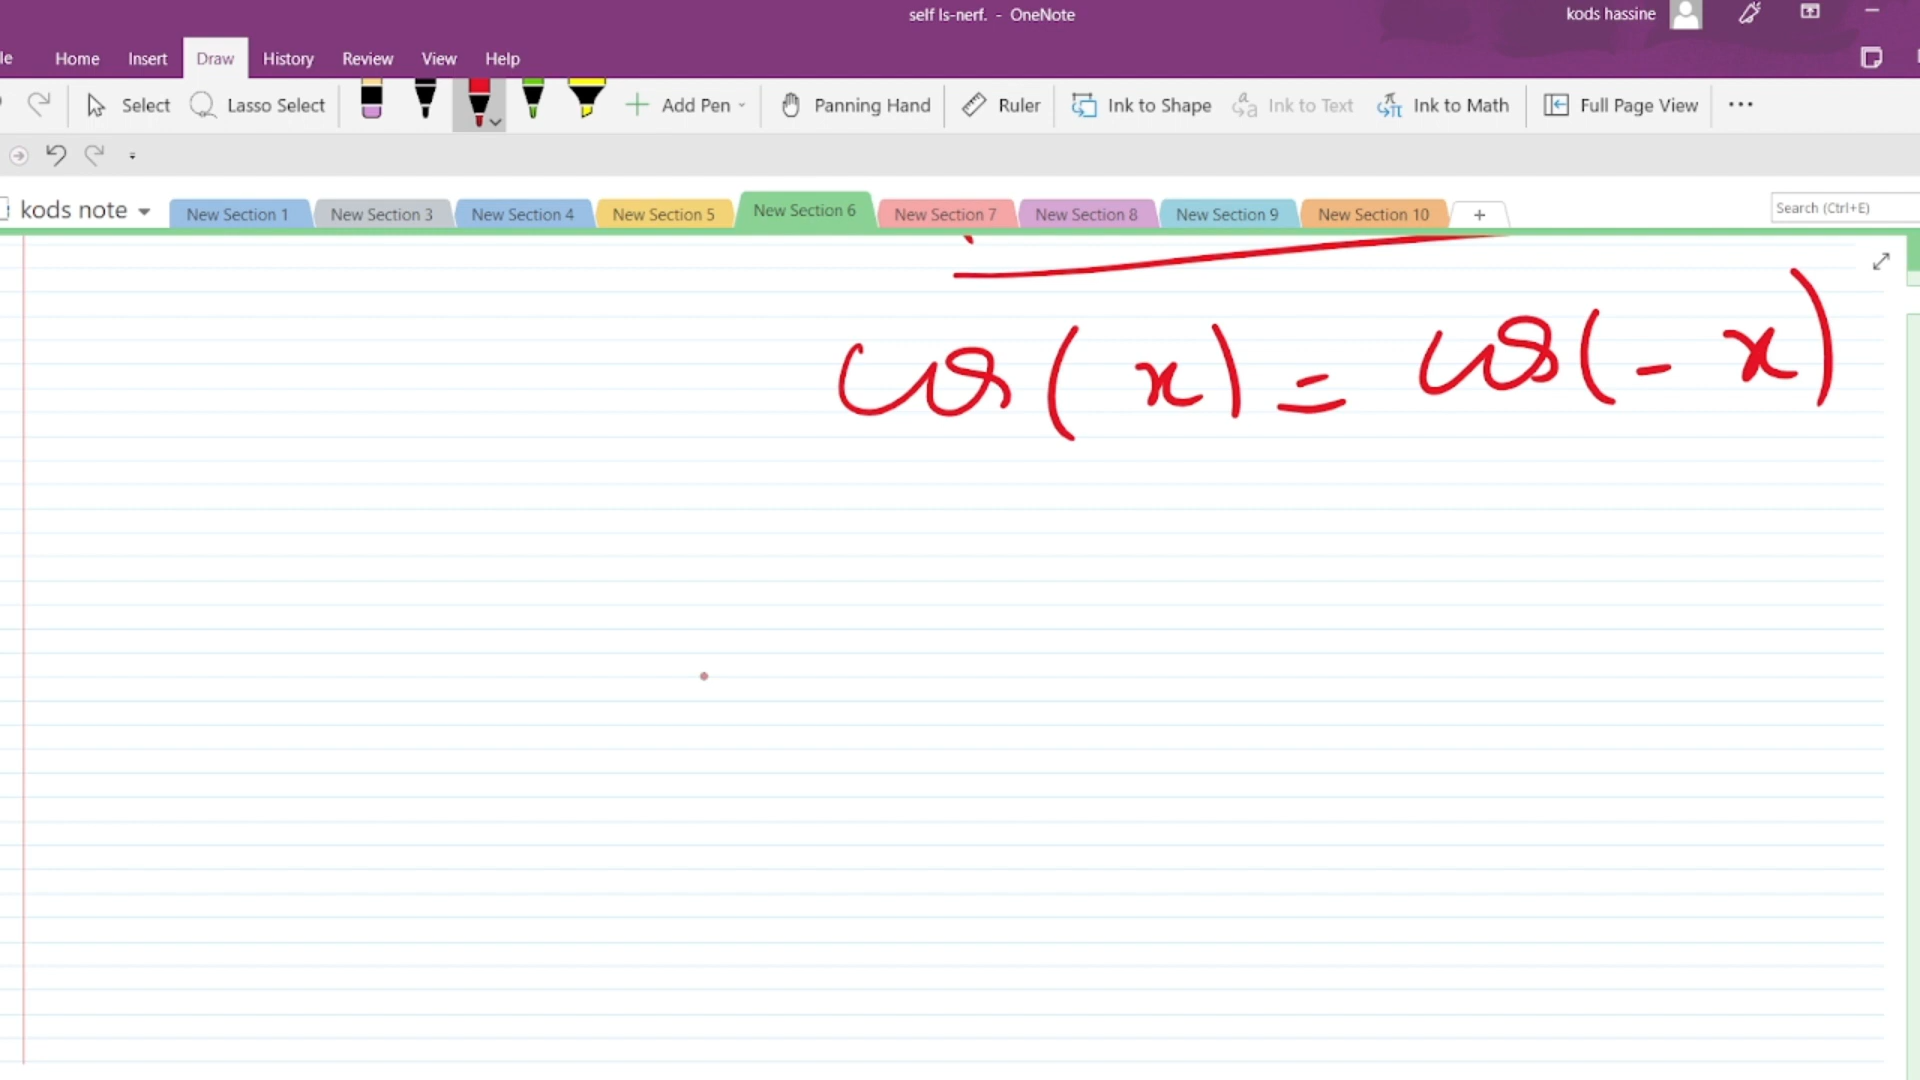 self ls-nerf. - OneNote
kods hassine
le Home Insert Draw History Review View Help
Select Lasso Select Add Pen Panning Hand Ruler Ink to Shape Ink to Text Ink to Math Full Page View
kods note New Section 1 New Section 3 New Section 4 New Section 5 New Section 6 New Section 7 New Section 8 New Section 9 New Section 10 + Search (Ctrl+E)
cos(x) = cos(-x)